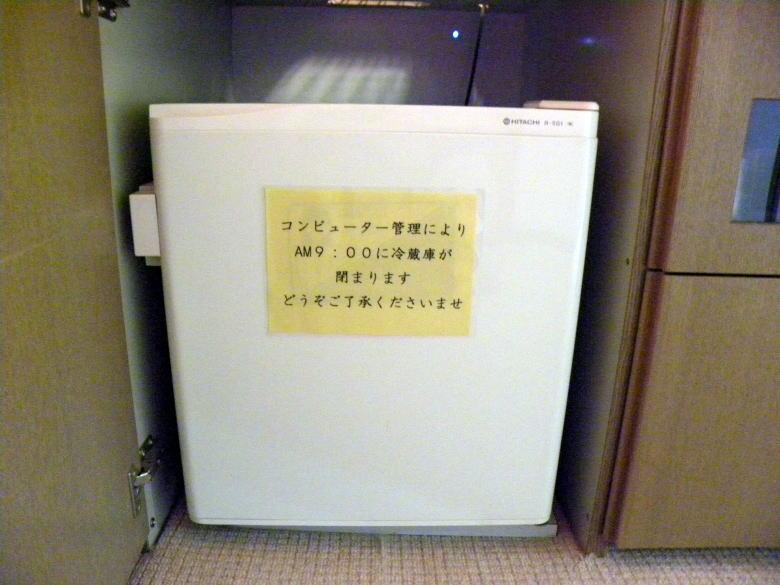 HITACHI
コンピューター管理により
AM9：00に冷蔵庫が
閉まります
どうぞご了承くださいませ